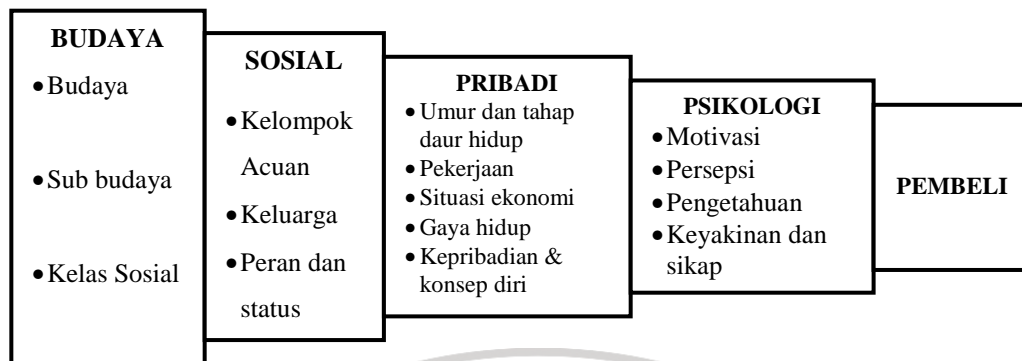 BUDAYA
•Budaya
•Sub budaya
•Kelas Sosial
SOSIAL
•Kelompok
Acuan
•Keluarga
•Peran dan
status
PRIBADI
•Umur dan tahap
daur hidup
•Pekerjaan
•Situasi ekonomi
•Gaya hidup
•Kepribadian &
konsep diri
PSIKOLOGI
•Motivasi
•Persepsi
•Pengetahuan
•Keyakinan dan
sikap
PEMBELI